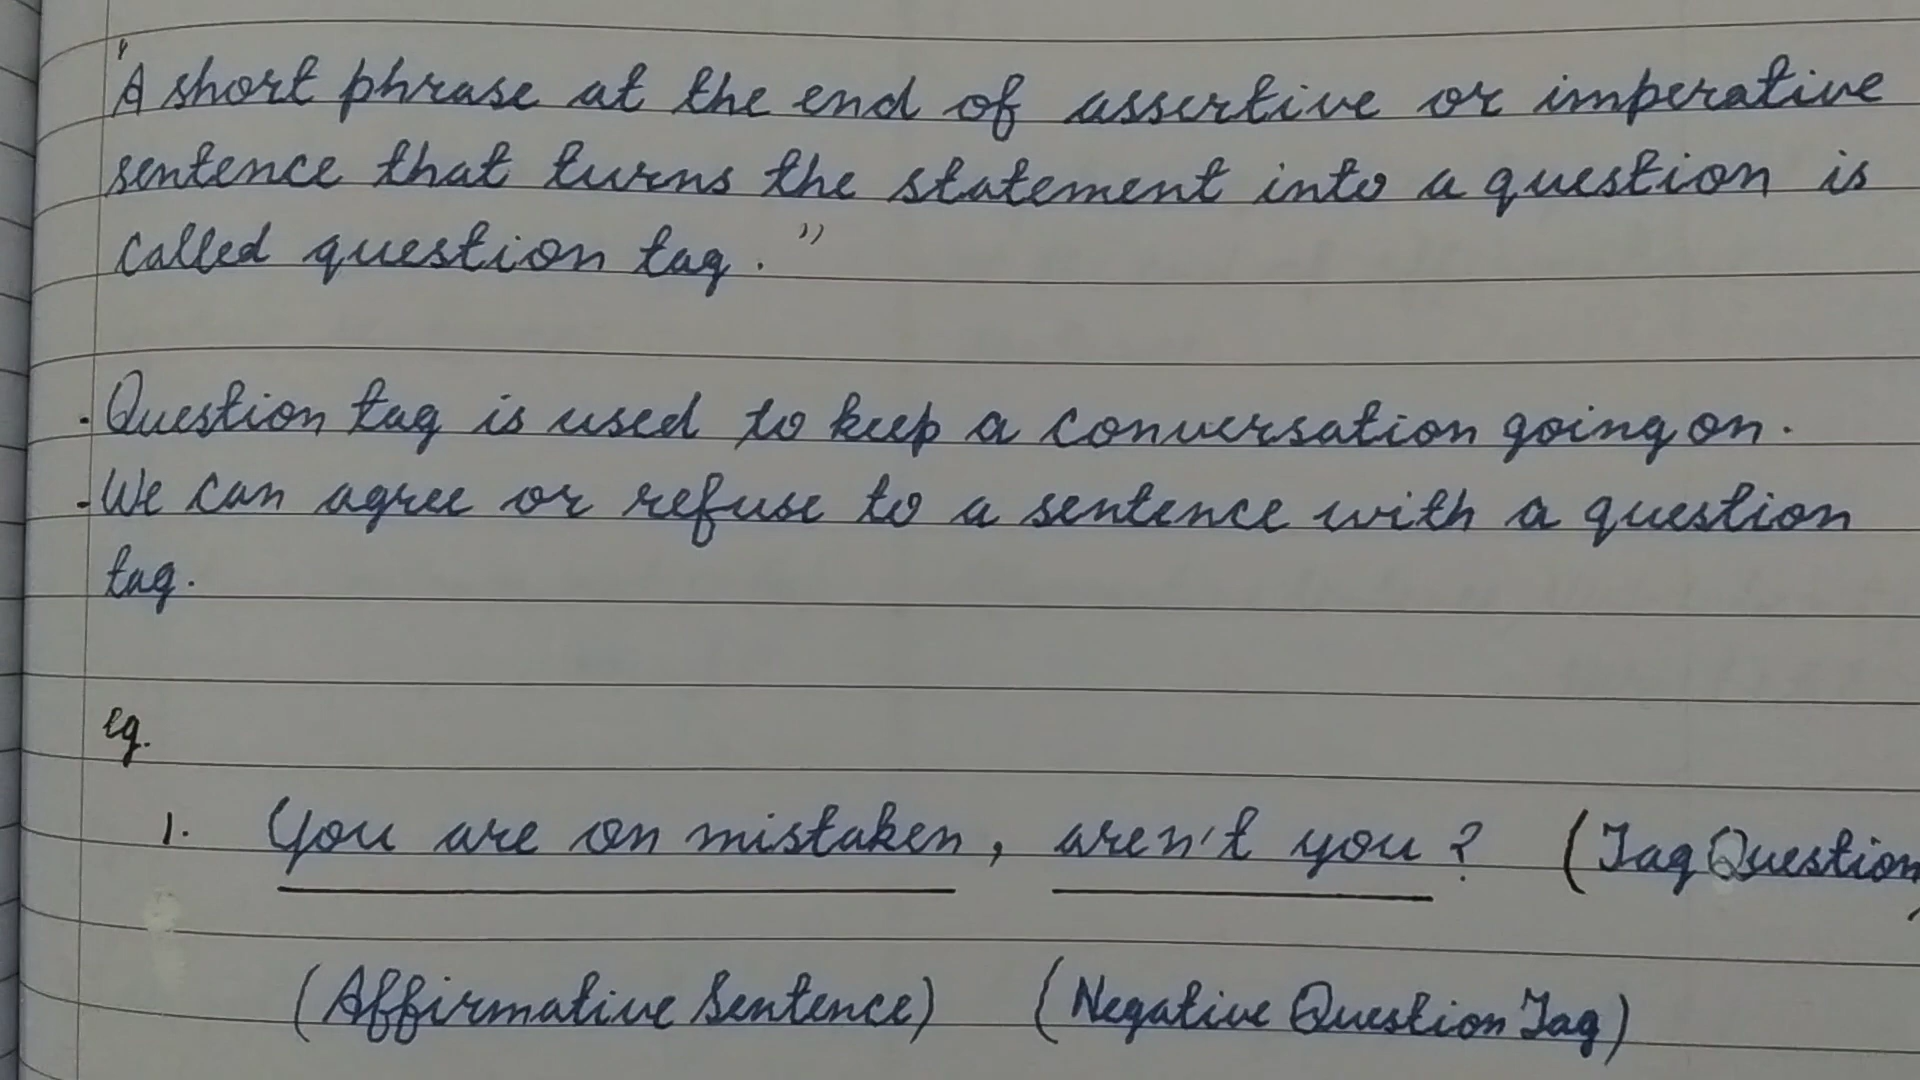 "A short phrase at the end of assertive or imperative
sentence that turns the statement into a question is
called question tag."
. Question tag is used to keep a conversation going on.
. We can agree or refuse to a sentence with a question
tag.
eg.
1. You are on mistaken, aren't you? (Tag Question)
(Affirmative Sentence) (Negative Question Tag)